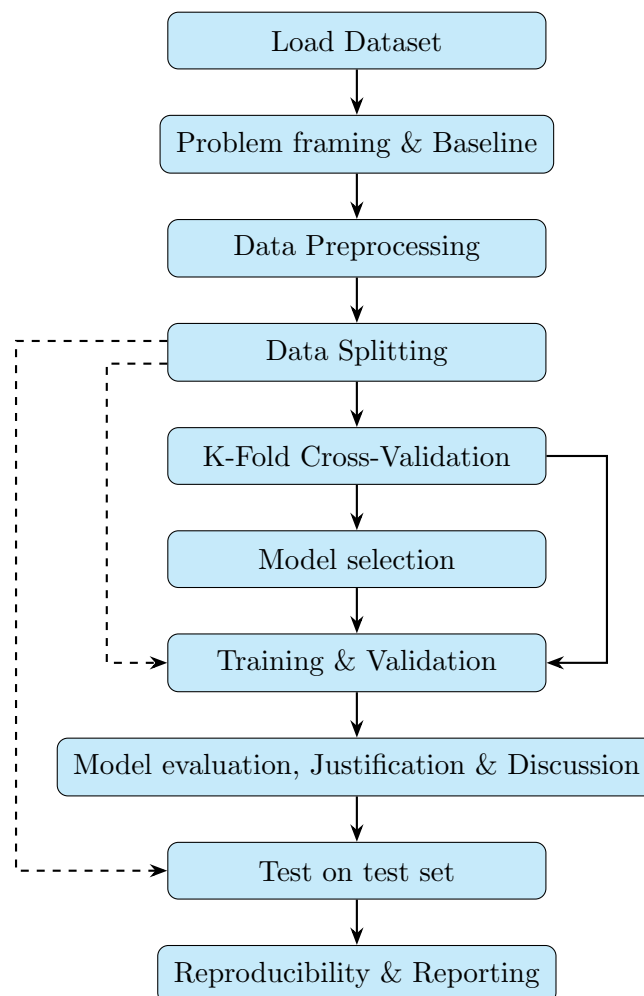 Load Dataset
Problem framing & Baseline
Data Preprocessing
Data Splitting
K-Fold Cross-Validation
Model selection
Training & Validation
Model evaluation, Justification & Discussion
Test on test set
Reproducibility & Reporting